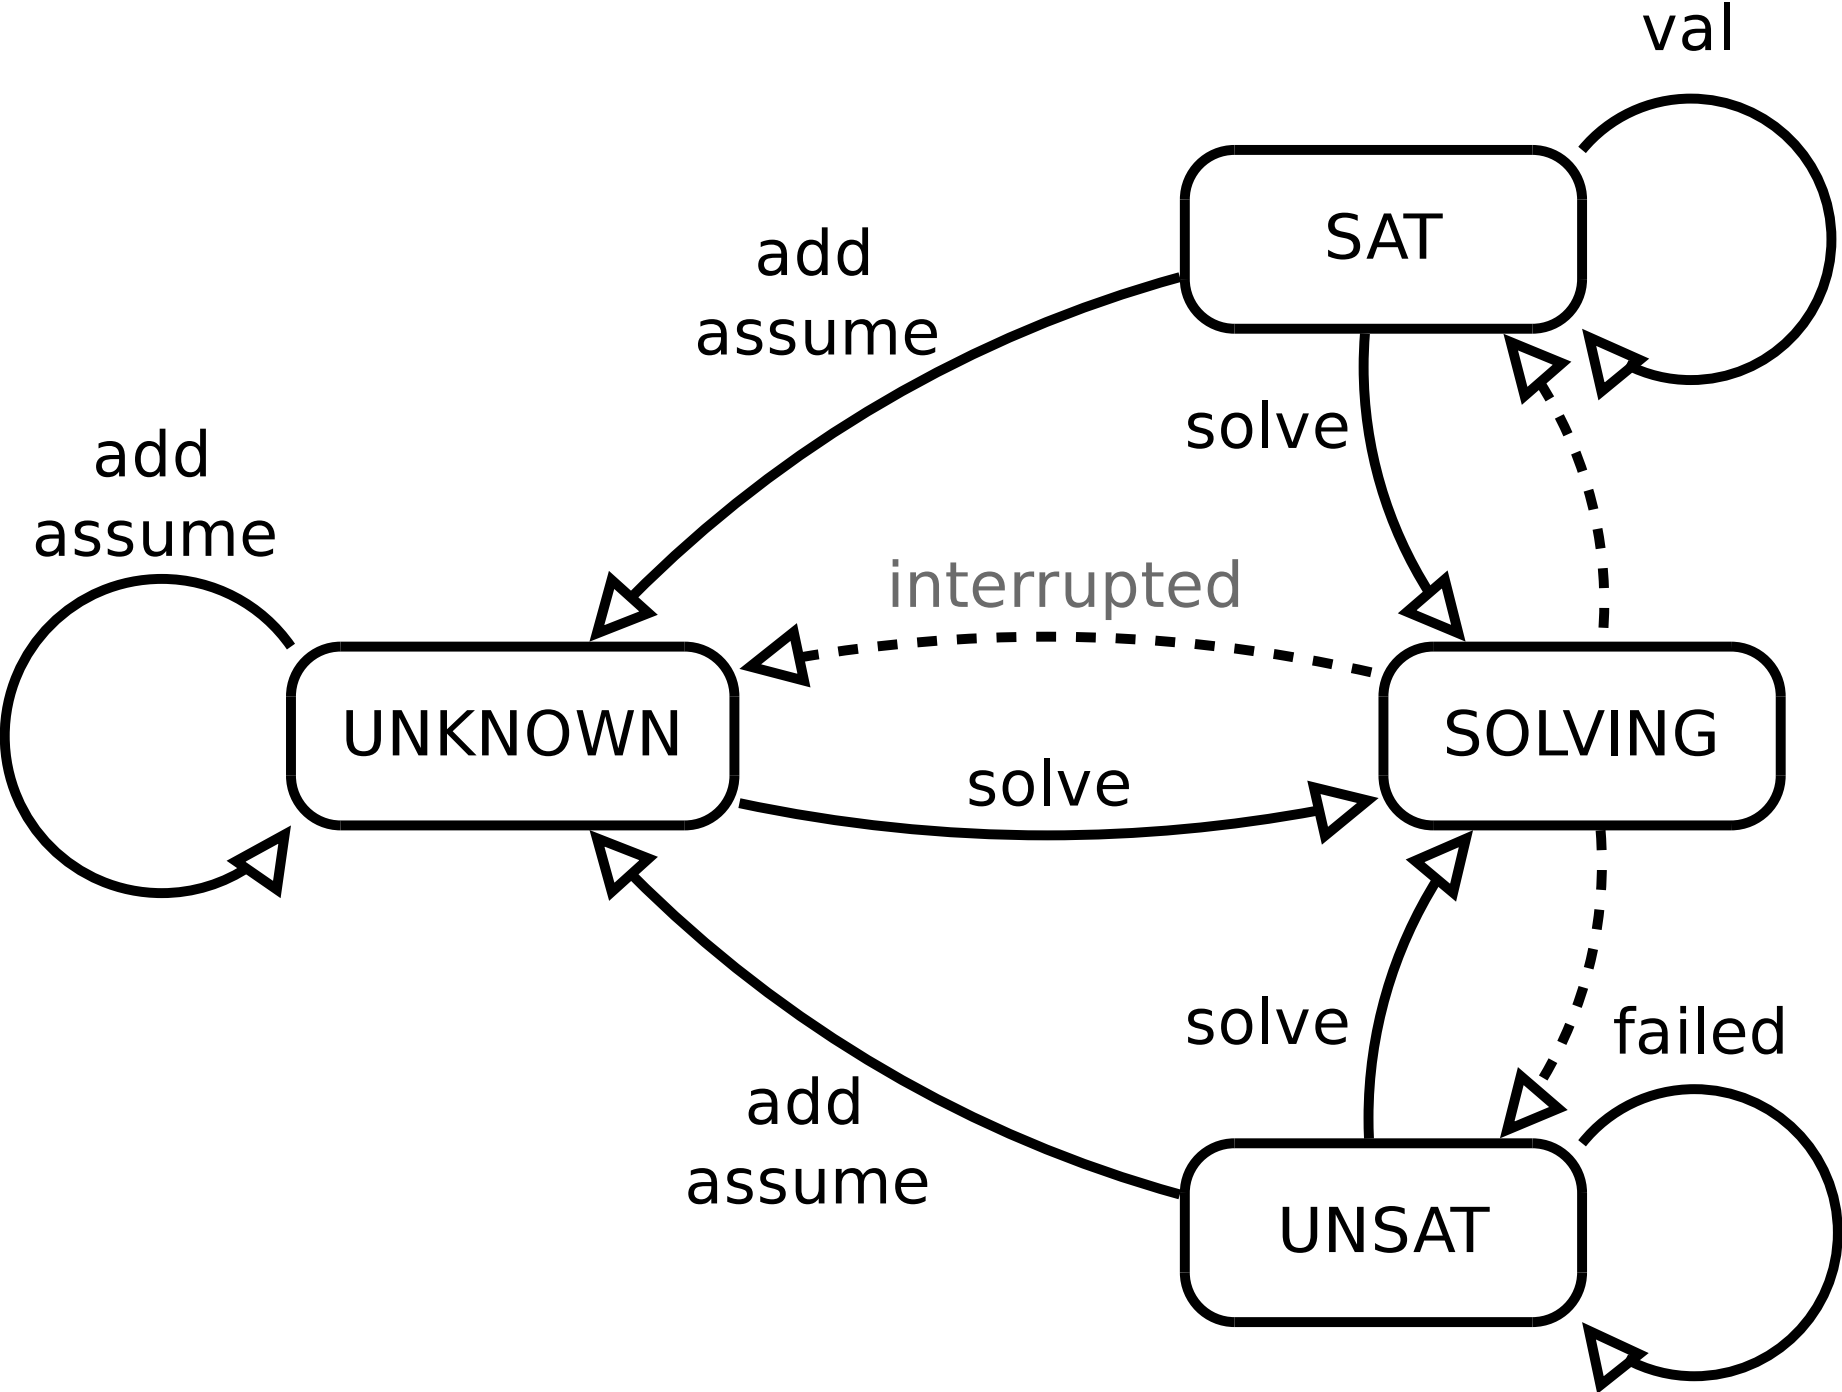 val
SAT
add
assume
solve
add
assume
interrupted
UNKNOWN
SOLVING
solve
solve
failed
add
assume
UNSAT